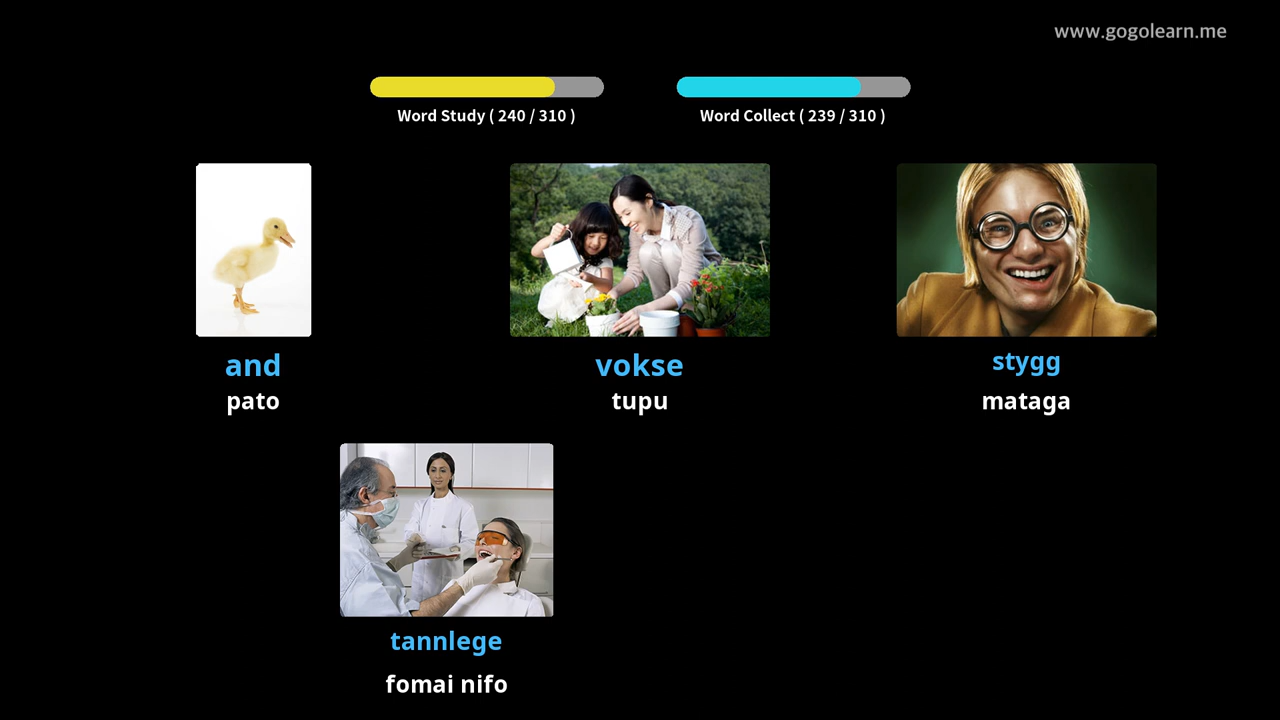 www.gogolearn.me
Word Study ( 240 / 310 )
Word Collect ( 239 / 310 )
and
pato
vokse
tupu
stygg
mataga
tannlege
fomai nifo